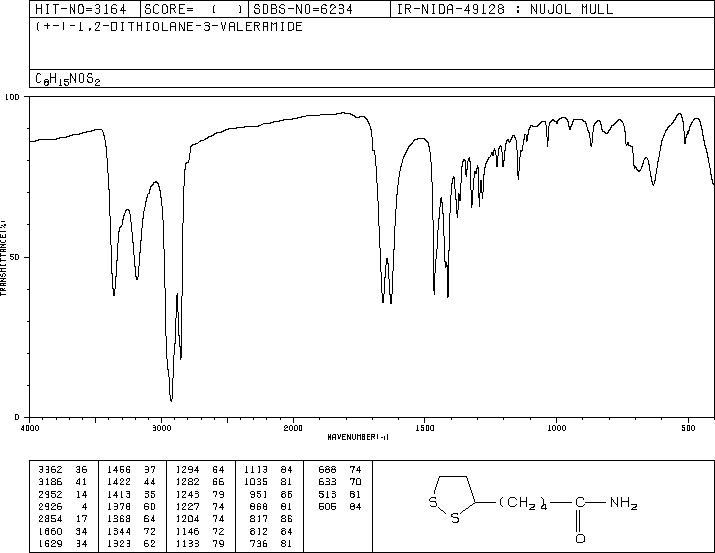 HIT-NO=3164 SCORE= ( ) SDBS-NO=6234 IR-NIDA-49128 : NUJOL MULL
(+-)-1,2-DITHIOLANE-3-VALERAMIDE
C8H15NOS2
100
50
0
TRANSMITTANCE(%)
4000 3000 2000 1500 1000 500
WAVENUMBER(-1)
3362 36 1456 37 1294 64 1113 84 688 74
3186 41 1422 44 1282 66 1035 81 633 70
2952 14 1413 35 1243 79 951 86 513 81
2926 4 1378 60 1227 74 868 81 84
2854 17 1368 64 1204 74 817 86
1660 34 1344 72 1146 72 812 84
1629 34 1323 62 1133 79 736 81
S
S
(CH2)4
C
NH2
O